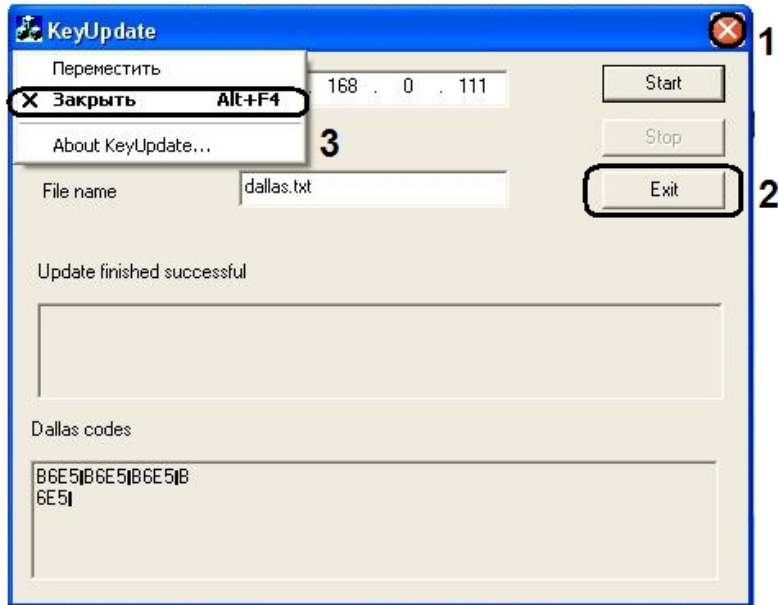 KeyUpdate
1
Переместить
. 168 . 0 . 111
Start
Закрыть Alt+F4
About KeyUpdate...
3
Stop
File name
dallas.txt
Exit
2
Update finished successful
Dallas codes
B6E5|B6E5|B6E5|B
6E5|